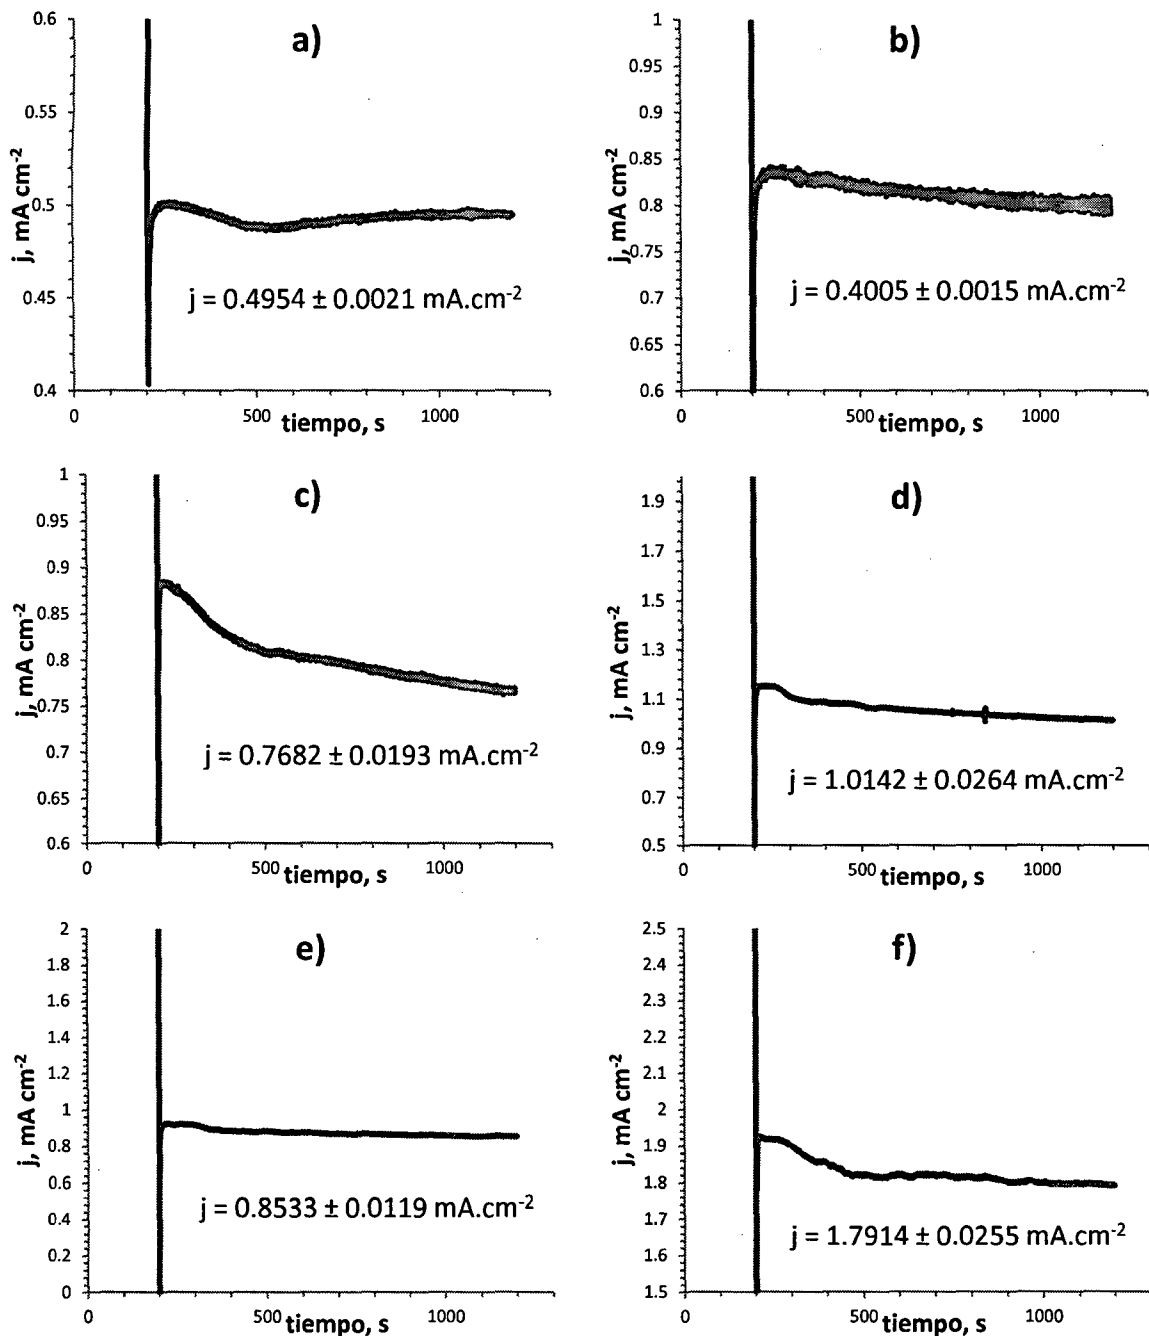 a)
0.6
0.55
0.5
0.45
0.4
j, mA cm-2
j = 0.4954 ± 0.0021 mA.cm-2
0
500
1000
tiempo, s
b)
1
0.95
0.9
0.85
0.8
0.75
0.7
0.65
0.6
j, mA cm-2
j = 0.4005 ± 0.0015 mA.cm-2
0
500
1000
tiempo, s
c)
1
0.95
0.9
0.85
0.8
0.75
0.7
0.65
0.6
j, mA cm-2
j = 0.7682 ± 0.0193 mA.cm-2
0
500
1000
tiempo, s
d)
1.9
1.7
1.5
1.3
1.1
0.9
0.7
0.5
j, mA cm-2
j = 1.0142 ± 0.0264 mA.cm-2
0
500
1000
tiempo, s
e)
2
1.8
1.6
1.4
1.2
1
0.8
0.6
0.4
0.2
0
j, mA cm-2
j = 0.8533 ± 0.0119 mA.cm-2
0
500
1000
tiempo, s
f)
2.5
2.4
2.3
2.2
2.1
2
1.9
1.8
1.7
1.6
1.5
j, mA cm-2
j = 1.7914 ± 0.0255 mA.cm-2
0
500
1000
tiempo, s